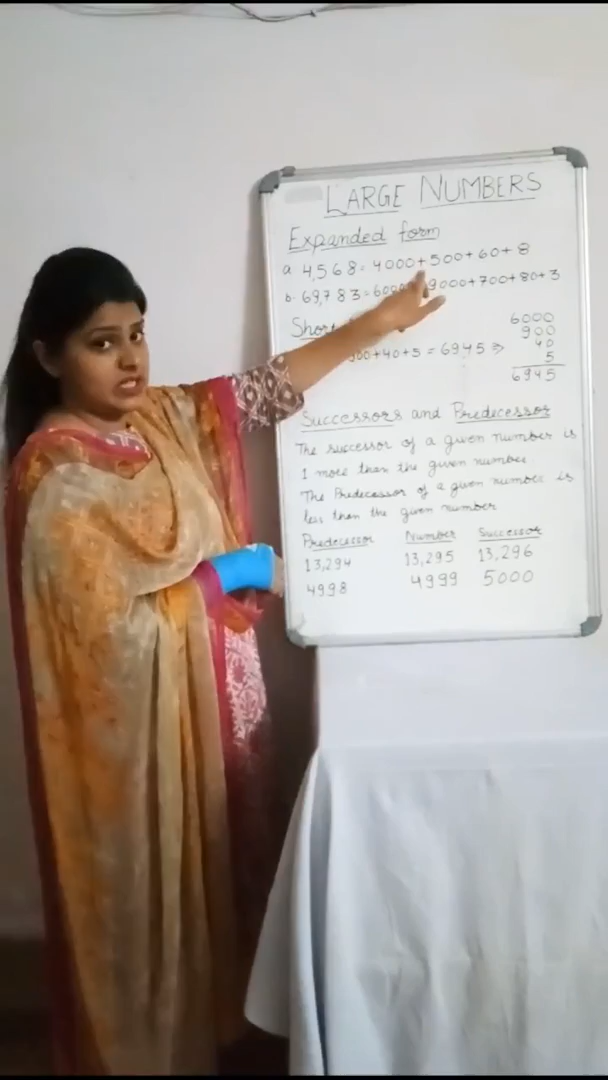 LARGE NUMBERS
Expanded form
a. 4,568 = 4000+500+60+8
b. 69,783 = 6000 9000+700+80+3
Short
00+40+5 = 6945 ⇒
6000
900
40
5
6945
Successors and Predecessor
The successor of a given number is
1 more than the given number
The Predecessor of a given number is
less than the given number
Predecessor Number Successor
13,294 13,295 13,296
4998 4999 5000